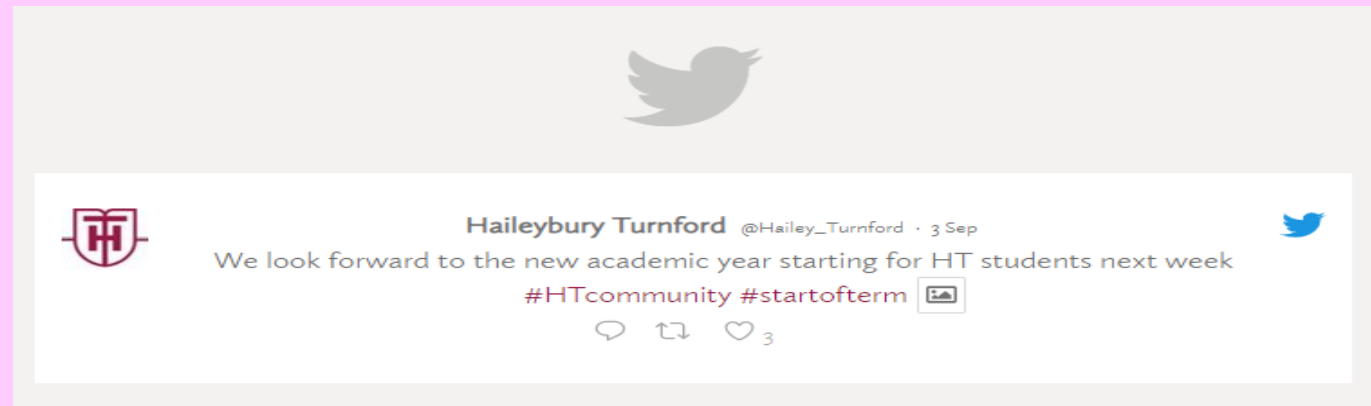 HT
Haileybury Turnford @Hailey_Turnford · 3 Sep
We look forward to the new academic year starting for HT students next week
#HTcommunity #startofterm
3